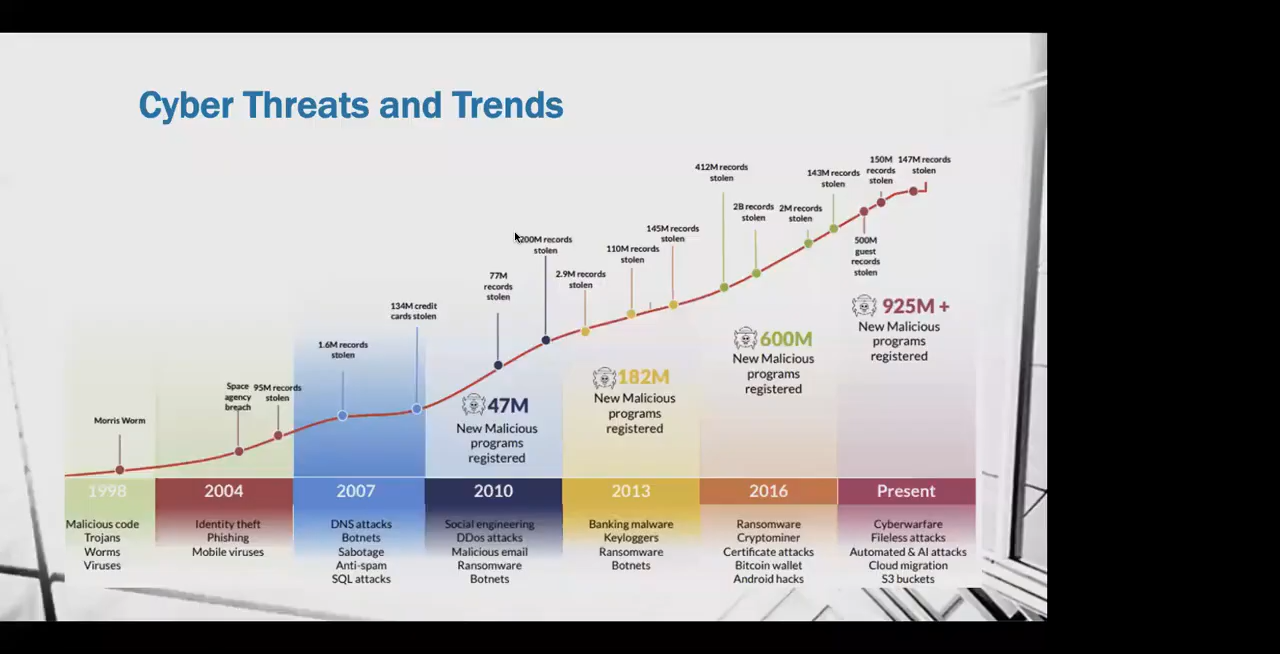 Cyber Threats and Trends
Morris Worm
Space
agency
breach
95M records
stolen
1.6M records
stolen
134M credit
cards stolen
77M
records
stolen
200M records
stolen
2.9M records
stolen
110M records
stolen
145M records
stolen
412M records
stolen
2B records
stolen
2M records
stolen
143M records
stolen
150M
records
stolen
147M records
stolen
500M
guest
records
stolen
47M
New Malicious
programs
registered
182M
New Malicious
programs
registered
600M
New Malicious
programs
registered
925M +
New Malicious
programs
registered
1998
Malicious code
Trojans
Worms
Viruses
2004
Identity theft
Phishing
Mobile viruses
2007
DNS attacks
Botnets
Sabotage
Anti-spam
SQL attacks
2010
Social engineering
DDos attacks
Malicious email
Ransomware
Botnets
2013
Banking malware
Keyloggers
Ransomware
Botnets
2016
Ransomware
Cryptominer
Certificate attacks
Bitcoin wallet
Android hacks
Present
Cyberwarfare
Fileless attacks
Automated & AI attacks
Cloud migration
S3 buckets